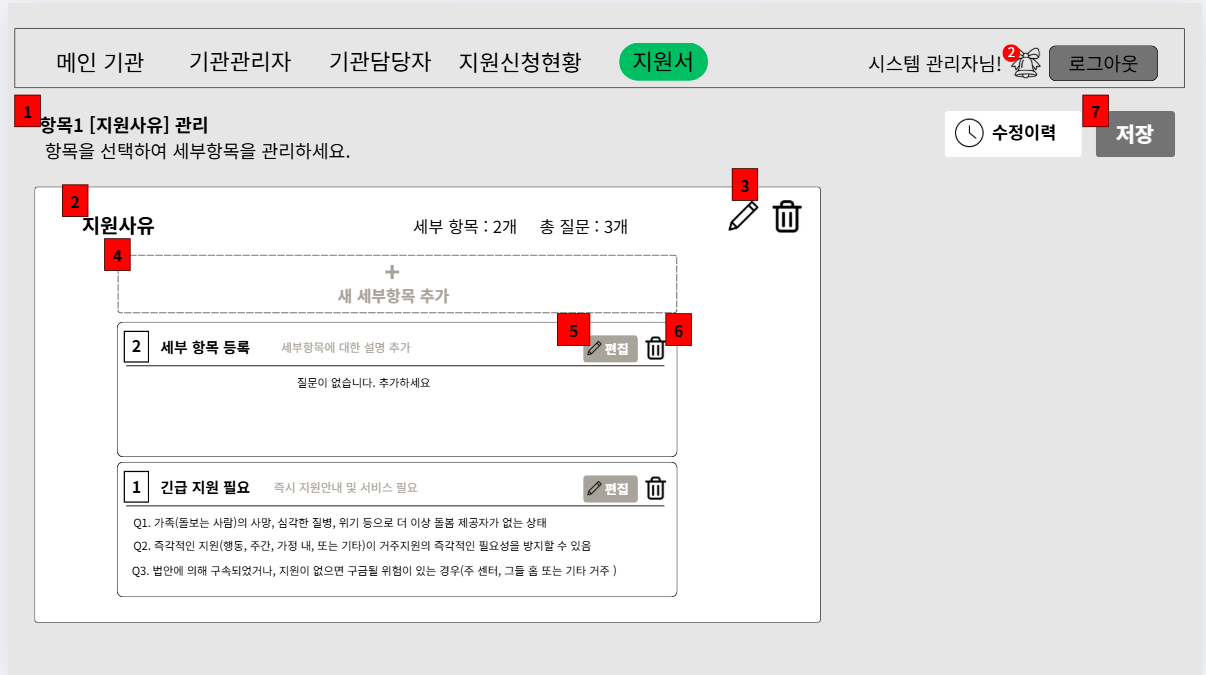 메인 기관 기관관리자 기관담당자 지원신청현황 지원서 시스템 관리자님! 2 로그아웃
1 항목1 [지원사유] 관리
항목을 선택하여 세부항목을 관리하세요.
수정이력 7 저장
2 지원사유 세부 항목 : 2개 총 질문 : 3개 3
4
+
새 세부항목 추가
2 세부 항목 등록 세부항목에 대한 설명 추가 5 편집 6
질문이 없습니다. 추가하세요
1 긴급 지원 필요 즉시 지원안내 및 서비스 필요 편집
Q1. 가족(돌보는 사람)의 사망, 심각한 질병, 위기 등으로 더 이상 돌봄 제공자가 없는 상태
Q2. 즉각적인 지원(행동, 주간, 가정 내, 또는 기타)이 거주지원의 즉각적인 필요성을 방지할 수 있음
Q3. 법안에 의해 구속되었거나, 지원이 없으면 구금될 위험이 있는 경우(주 센터, 그들 홈 또는 기타 거주 )